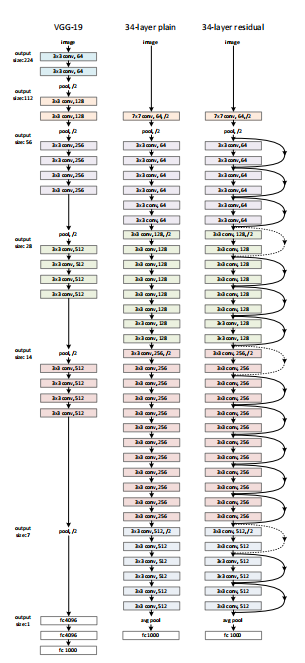 VGG-19
output
size: 224
image
3x3 conv, 64
3x3 conv, 64
output
size: 112
pool, /2
3x3 conv, 128
3x3 conv, 128
output
size: 56
pool, /2
3x3 conv, 256
3x3 conv, 256
3x3 conv, 256
3x3 conv, 256
output
size: 28
pool, /2
3x3 conv, 512
3x3 conv, 512
3x3 conv, 512
3x3 conv, 512
output
size: 14
pool, /2
3x3 conv, 512
3x3 conv, 512
3x3 conv, 512
3x3 conv, 512
output
size: 7
pool, /2
output
size: 1
fc 4096
fc 4096
fc 1000
34-layer plain
image
7x7 conv, 64, /2
pool, /2
3x3 conv, 64
3x3 conv, 64
3x3 conv, 64
3x3 conv, 64
3x3 conv, 64
3x3 conv, 64
3x3 conv, 128, /2
3x3 conv, 128
3x3 conv, 128
3x3 conv, 128
3x3 conv, 128
3x3 conv, 128
3x3 conv, 128
3x3 conv, 128
3x3 conv, 256, /2
3x3 conv, 256
3x3 conv, 256
3x3 conv, 256
3x3 conv, 256
3x3 conv, 256
3x3 conv, 256
3x3 conv, 256
3x3 conv, 256
3x3 conv, 256
3x3 conv, 256
3x3 conv, 256
3x3 conv, 512, /2
3x3 conv, 512
3x3 conv, 512
3x3 conv, 512
3x3 conv, 512
3x3 conv, 512
avg pool
fc 1000
34-layer residual
image
7x7 conv, 64, /2
pool, /2
3x3 conv, 64
3x3 conv, 64
3x3 conv, 64
3x3 conv, 64
3x3 conv, 64
3x3 conv, 64
3x3 conv, 128, /2
3x3 conv, 128
3x3 conv, 128
3x3 conv, 128
3x3 conv, 128
3x3 conv, 128
3x3 conv, 128
3x3 conv, 128
3x3 conv, 256, /2
3x3 conv, 256
3x3 conv, 256
3x3 conv, 256
3x3 conv, 256
3x3 conv, 256
3x3 conv, 256
3x3 conv, 256
3x3 conv, 256
3x3 conv, 256
3x3 conv, 256
3x3 conv, 256
3x3 conv, 512, /2
3x3 conv, 512
3x3 conv, 512
3x3 conv, 512
3x3 conv, 512
3x3 conv, 512
avg pool
fc 1000